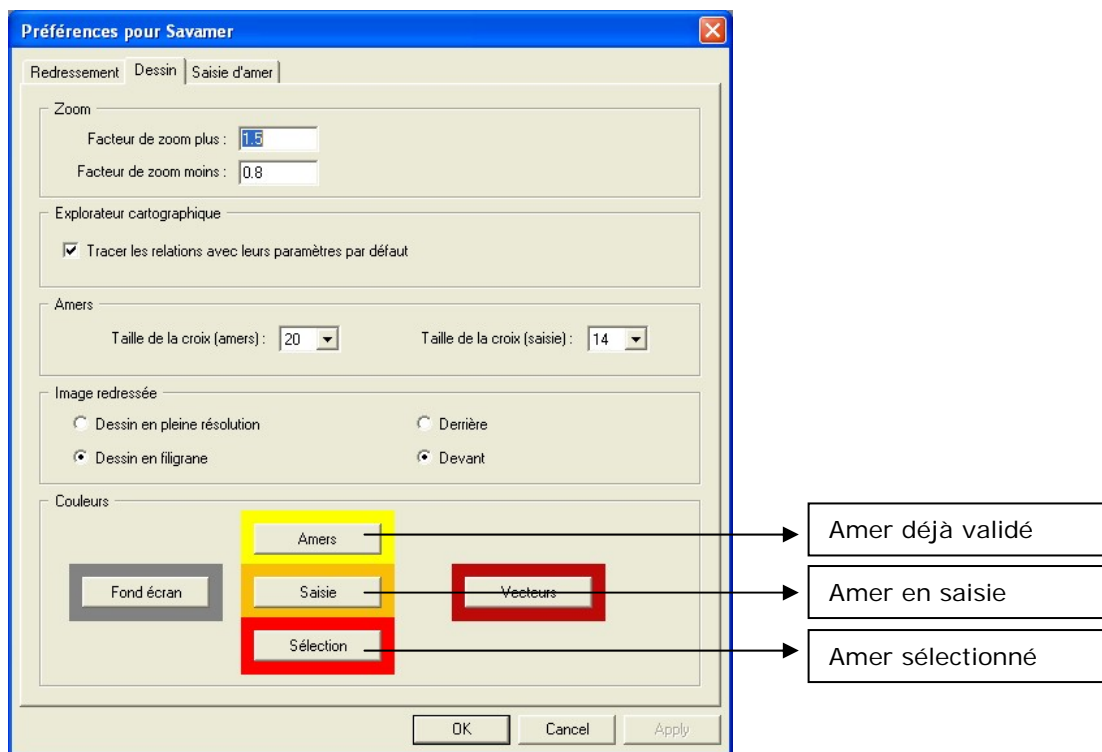 Préférences pour Savamer
Redressement Dessin Saisie d'amer
Zoom
Facteur de zoom plus : 1.5
Facteur de zoom moins : 0.8
Explorateur cartographique
Tracer les relations avec leurs paramètres par défaut
Amers
Taille de la croix (amers) : 20 Taille de la croix (saisie) : 14
Image redressée
Dessin en pleine résolution Derrière
Dessin en filigrane Devant
Couleurs
Amers Amer déjà validé
Fond écran Saisie Vecteurs Amer en saisie
Sélection Amer sélectionné
OK Cancel Apply